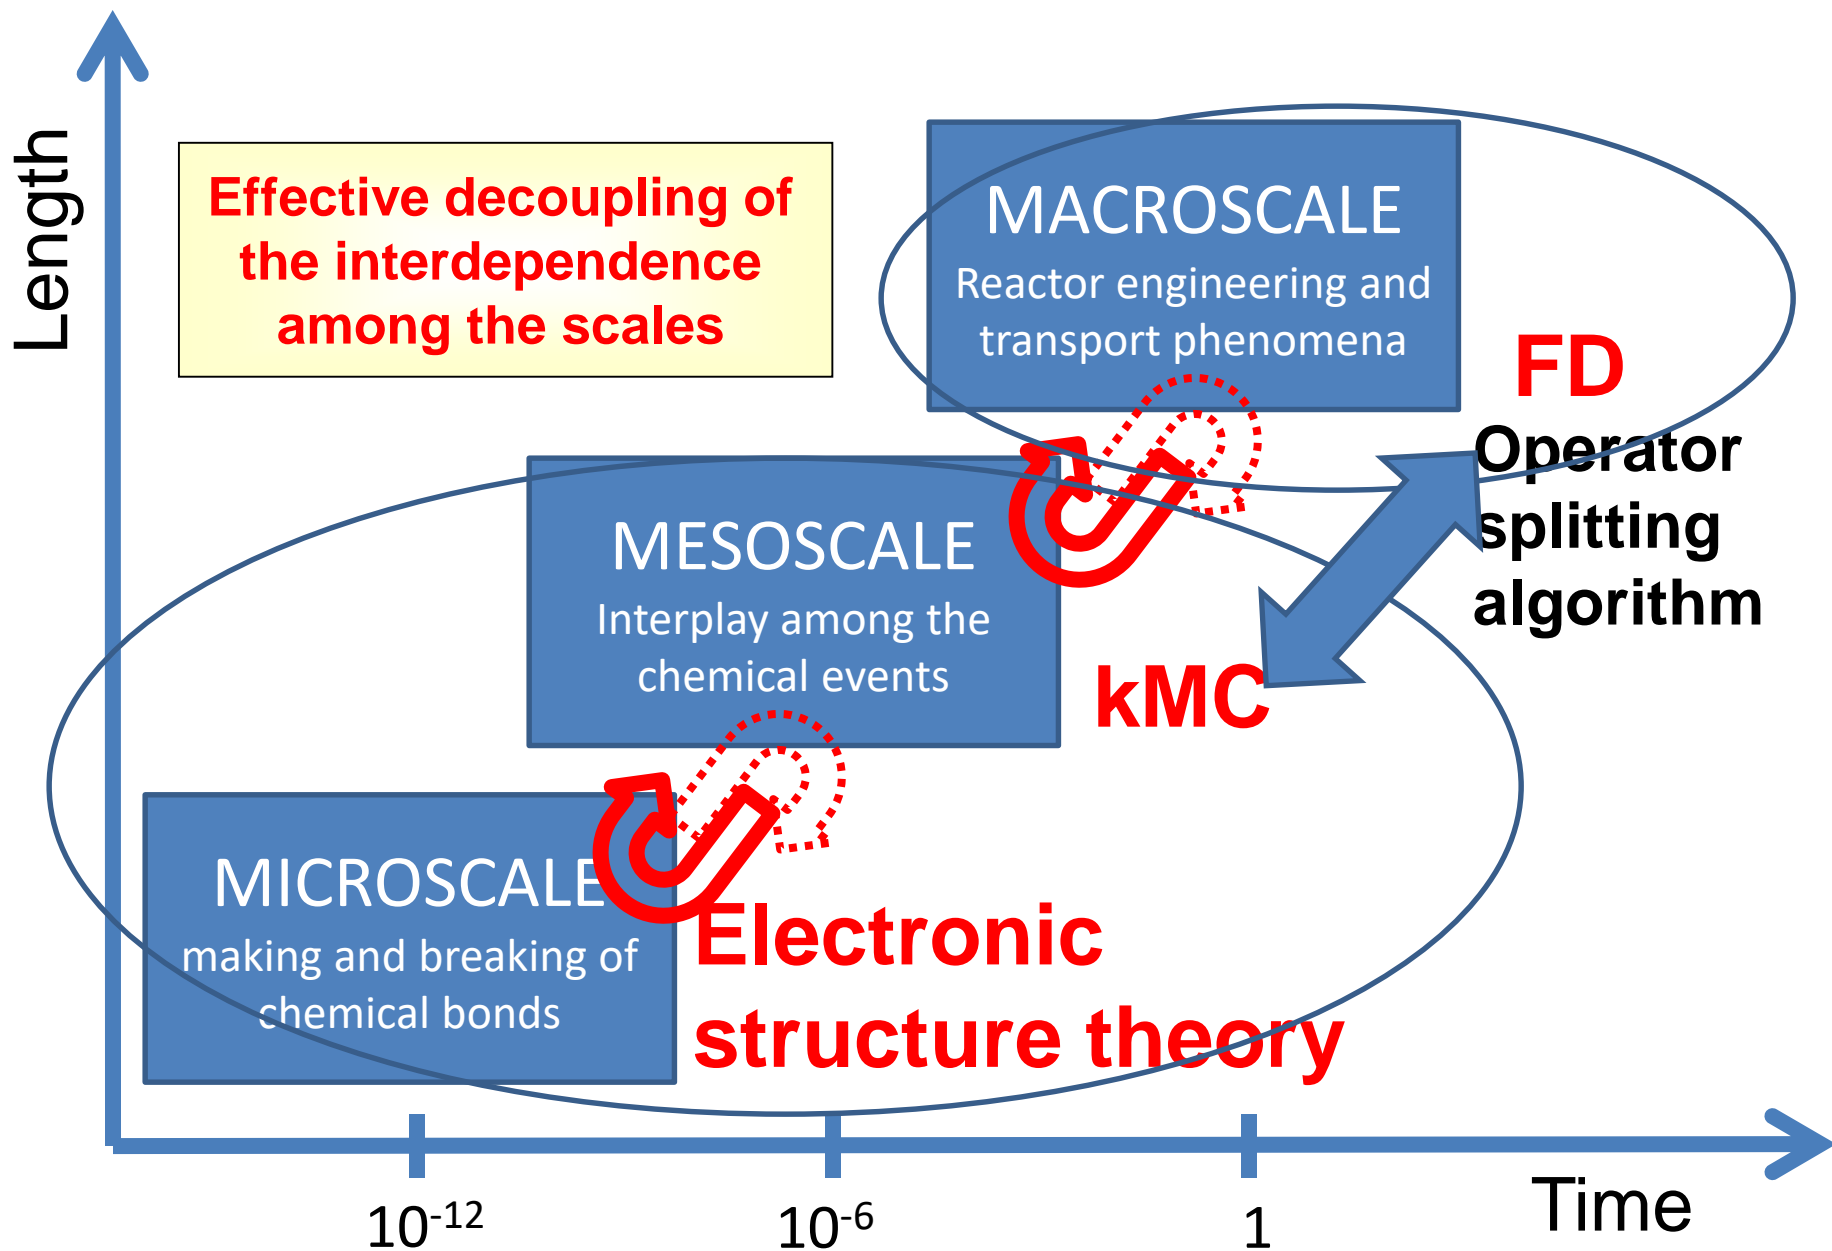 Length
Effective decoupling of
the interdependence
among the scales
MACROSCALE
Reactor engineering and
transport phenomena
FD
Operator
splitting
algorithm
MESOSCALE
Interplay among the
chemical events
kMC
MICROSCALE
making and breaking of
chemical bonds
Electronic
structure theory
10⁻¹²
10⁻⁶
1
Time